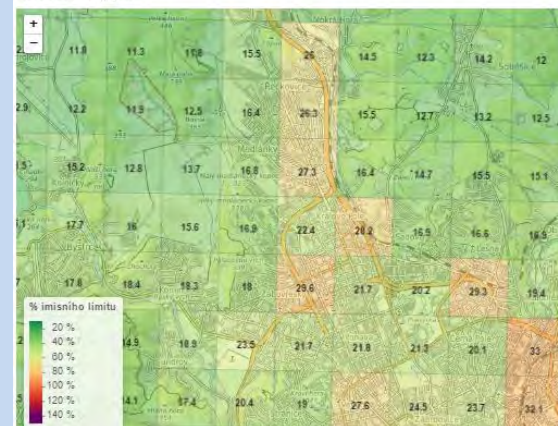 +
11.8 11.3 11.8 15.5 26 14.5 12.3 14.2 12
−
Řečkovice
12.2 11.9 12.5 16.4 26.3 15.5 12.7 13.2 12.5
Medlánky
15.2 12.8 13.7 16.8 27.3 16.4 14.7 15.5 15.1
17.7 16 15.6 16.9 22.4 28.2 16.9 16.6 16.9
Bystrc
17.8 18.4 18.3 18 29.6 21.7 20.2 29.3 19.4
% imisního limitu
20 %
40 %
60 %
80 %
100 %
120 %
140 %
14.9 18.9 23.5 21.7 21.8 21.3 20.1 33
14.1 17.4 20.4 19 27.6 24.5 23.7 32.1